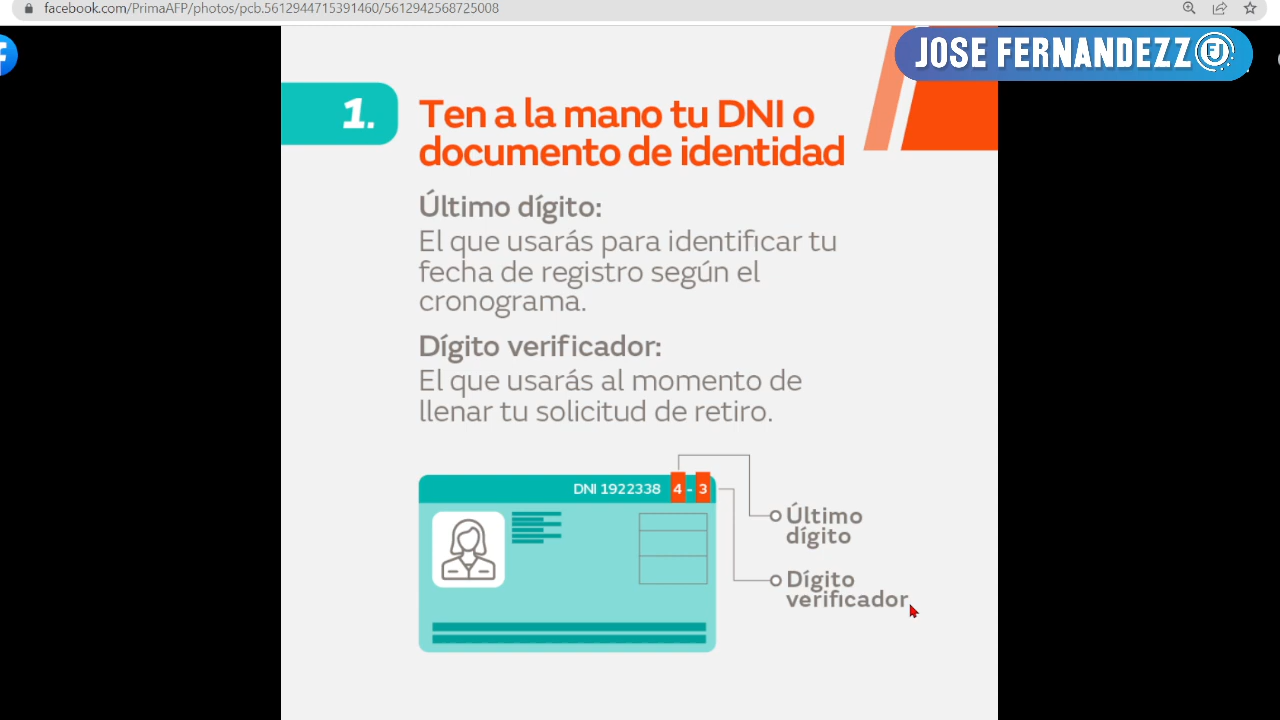 facebook.com/PrimaAFP/photos/pcb.5612944715391460/5612942568725008
JOSE FERNANDEZZ
1.
Ten a la mano tu DNI o
documento de identidad
Último dígito:
El que usarás para identificar tu
fecha de registro según el
cronograma.
Dígito verificador:
El que usarás al momento de
llenar tu solicitud de retiro.
DNI 1922338 4 - 3
Último
dígito
Dígito
verificador